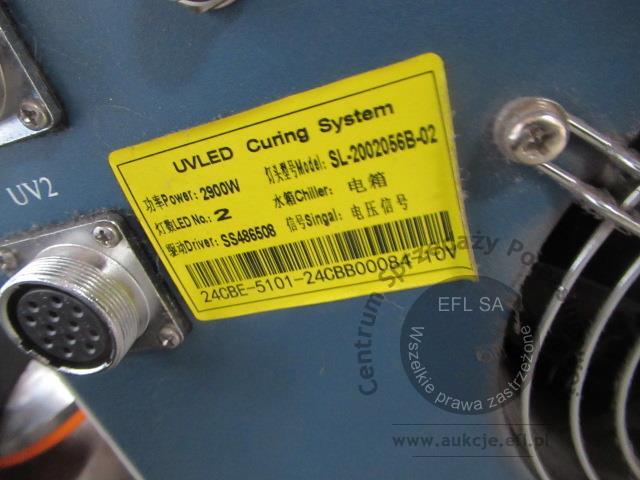 UVLED Curing System
功率Power: 2900W 灯头型号Model: SL-2002056B-02
灯数LED No.: 2 水箱Chiller: 电箱
驱动Driver: SS486508 信号Singal: 电压信号
24CBE-5101-24CBB000B4-10V
UV2
Centrum Sprzedaży
EFL SA
Wszelkie prawa zastrzeżone
www.aukcje.efl.pl